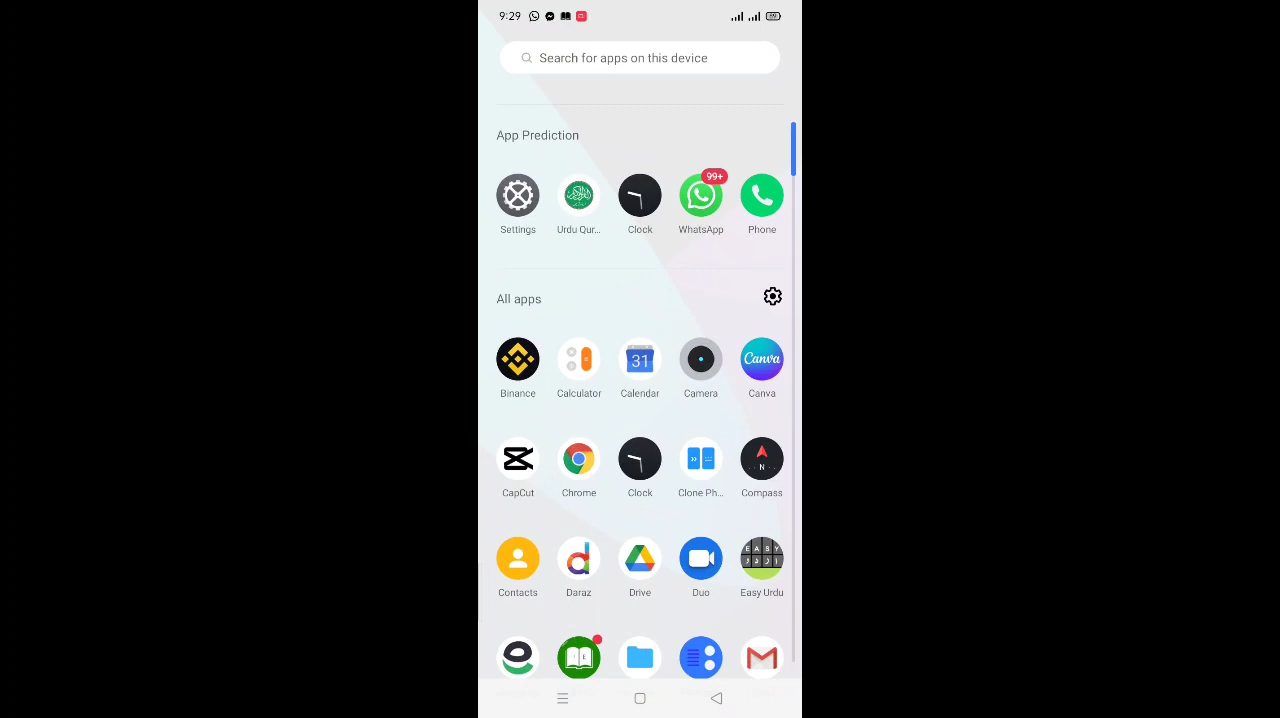 9:29
Search for apps on this device
App Prediction
99+
Settings Urdu Qur... Clock WhatsApp Phone
All apps
31 Canva
Binance Calculator Calendar Camera Canva
N
CapCut Chrome Clock Clone Ph... Compass
E A S Y
Contacts Daraz Drive Duo Easy Urdu